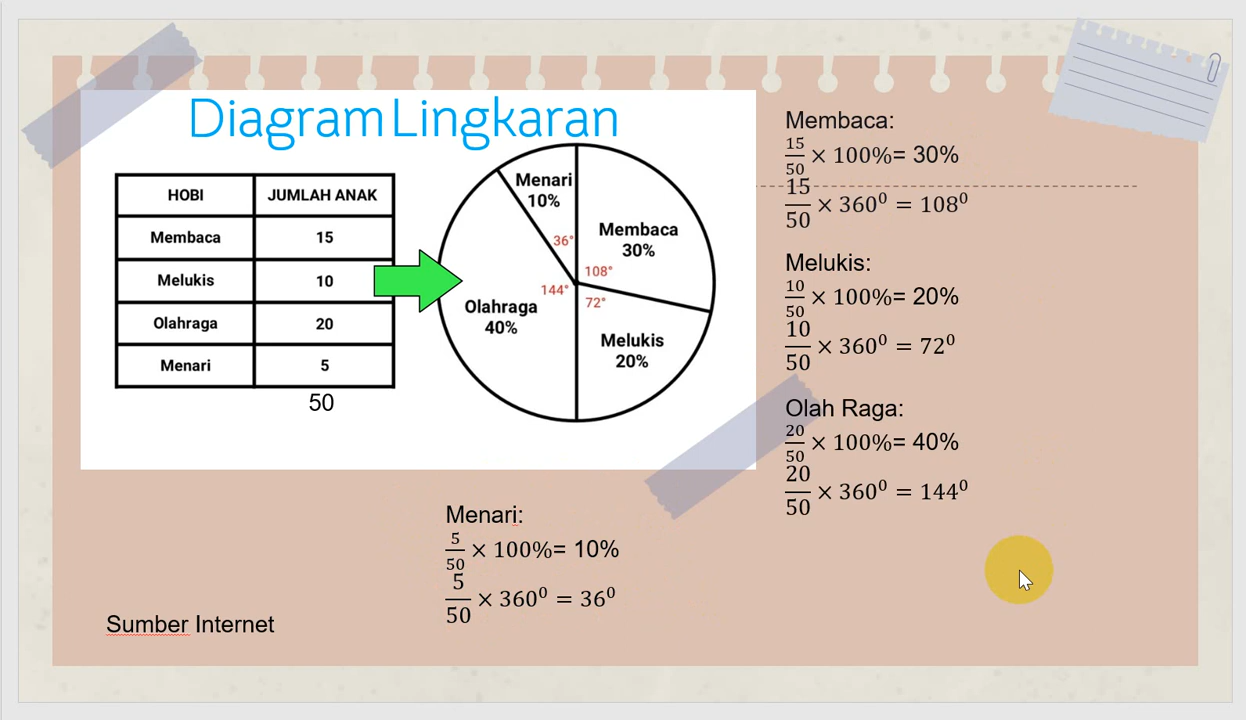 Diagram Lingkaran
HOBI JUMLAH ANAK
Membaca 15
Melukis 10
Olahraga 20
Menari 5
50
Menari
10%
36°
Membaca
30%
108°
144°
72°
Olahraga
40%
Melukis
20%
Membaca:
15/50 × 100%= 30%
15/50 × 360⁰ = 108⁰
Melukis:
10/50 × 100%= 20%
10/50 × 360⁰ = 72⁰
Olah Raga:
20/50 × 100%= 40%
20/50 × 360⁰ = 144⁰
Menari:
5/50 × 100%= 10%
5/50 × 360⁰ = 36⁰
Sumber Internet